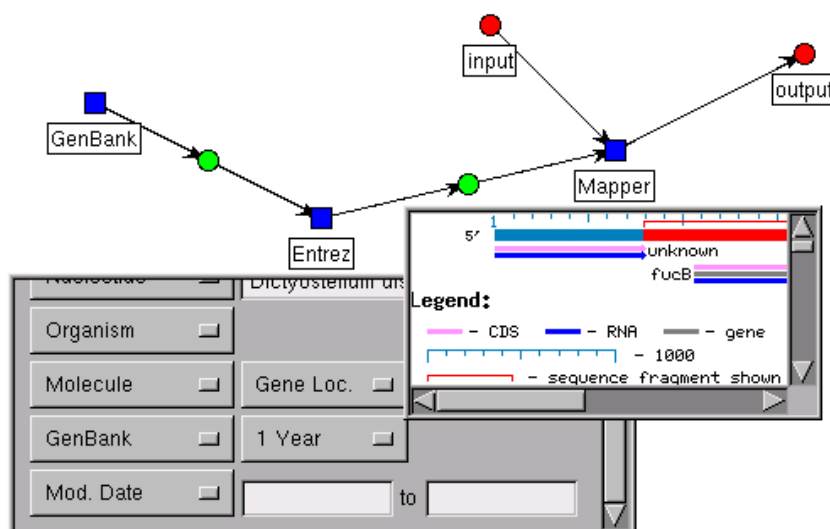 input
output
GenBank
Mapper
Entrez
1
5'
unknown
fucB
Legend:
- CDS - RNA - gene
- 1000
- sequence fragment shown
Organism
Molecule Gene Loc.
GenBank 1 Year
Mod. Date to